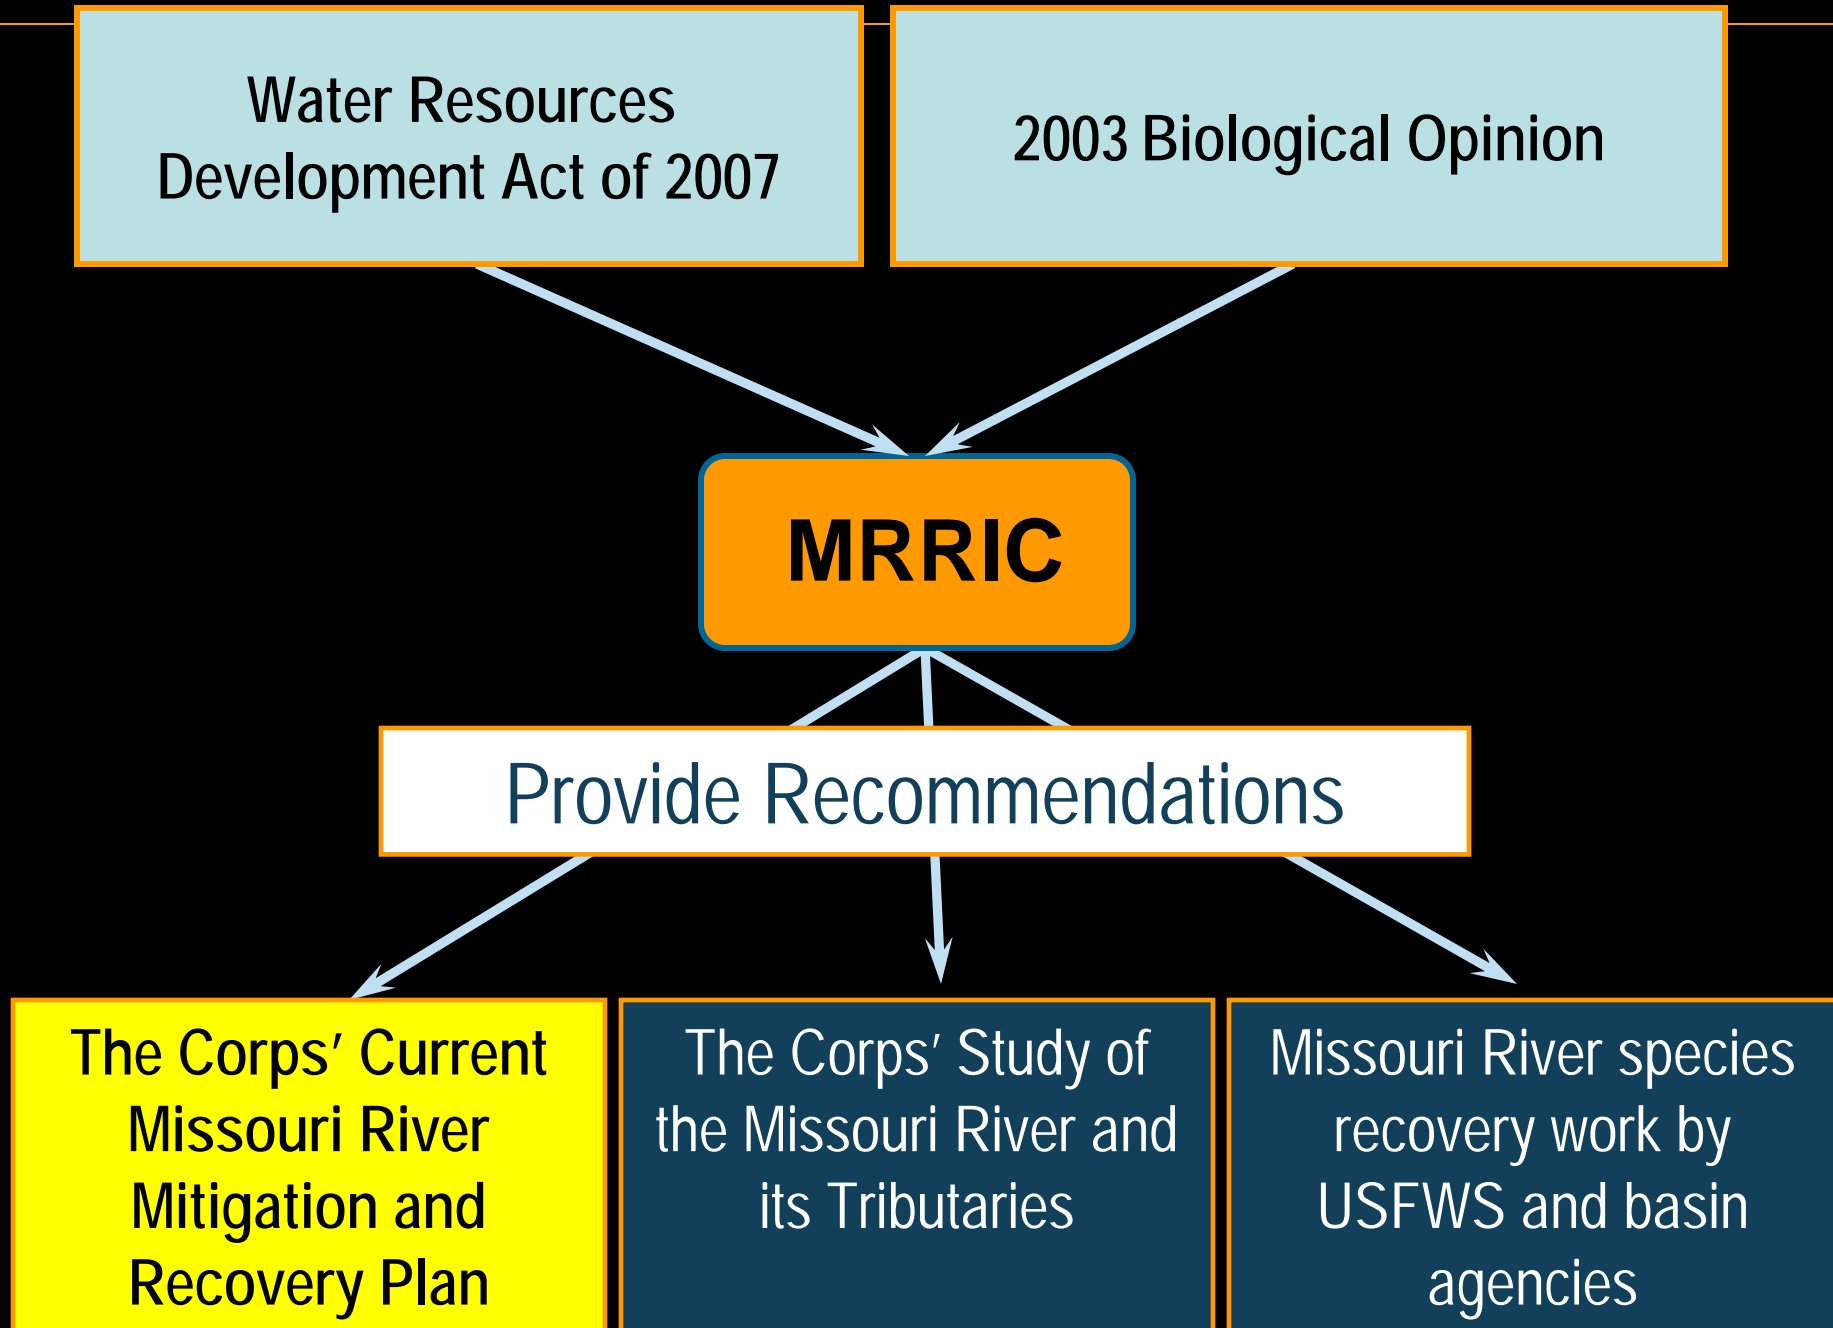 Water Resources
Development Act of 2007
2003 Biological Opinion
MRRIC
Provide Recommendations
The Corps' Current
Missouri River
Mitigation and
Recovery Plan
The Corps' Study of
the Missouri River and
its Tributaries
Missouri River species
recovery work by
USFWS and basin
agencies